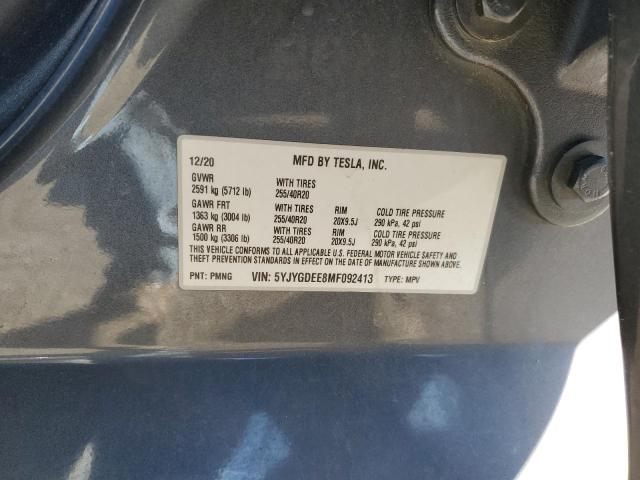 12/20 MFD BY TESLA, INC.
GVWR
2591 kg (5712 lb) WITH TIRES 255/40R20
GAWR FRT
1363 kg (3004 lb) WITH TIRES 255/40R20 RIM 20X9.5J COLD TIRE PRESSURE 290 kPa, 42 psi
GAWR RR
1500 kg (3306 lb) WITH TIRES 255/40R20 RIM 20X9.5J COLD TIRE PRESSURE 290 kPa, 42 psi
THIS VEHICLE CONFORMS TO ALL APPLICABLE U.S. FEDERAL MOTOR VEHICLE SAFETY AND
THEFT PREVENTION STANDARDS IN EFFECT ON THE DATE OF MANUFACTURE SHOWN ABOVE.
PNT: PMNG VIN: 5YJYGDEE8MF092413 TYPE: MPV